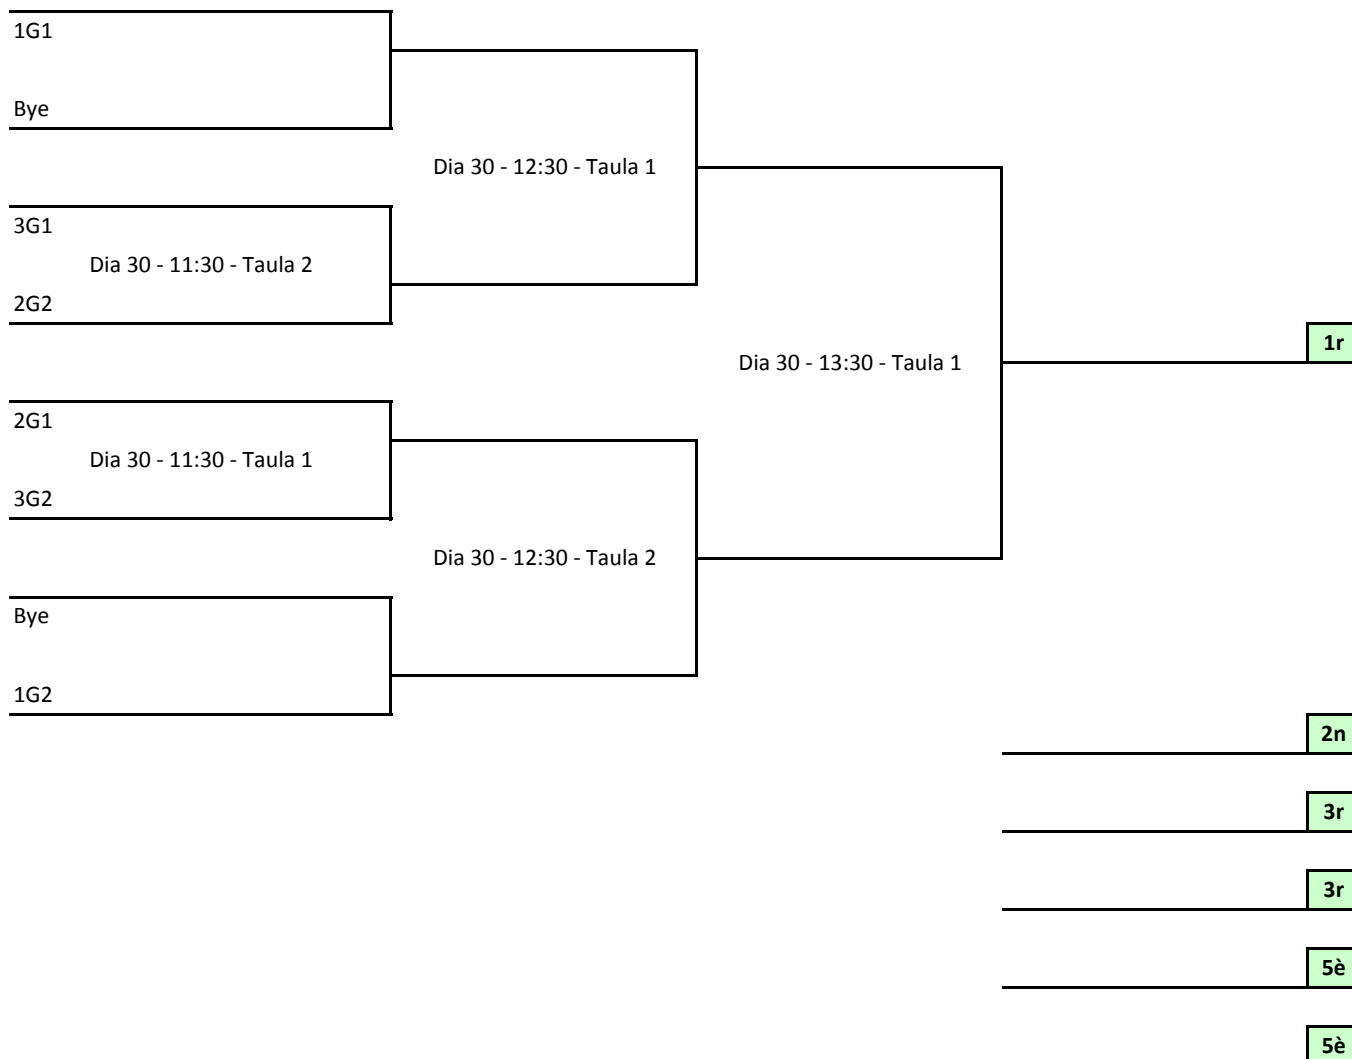 1G1
Bye
Dia 30 - 12:30 - Taula 1
3G1
Dia 30 - 11:30 - Taula 2
2G2
1r
Dia 30 - 13:30 - Taula 1
2G1
Dia 30 - 11:30 - Taula 1
3G2
Dia 30 - 12:30 - Taula 2
Bye
1G2
2n
3r
3r
5è
5è